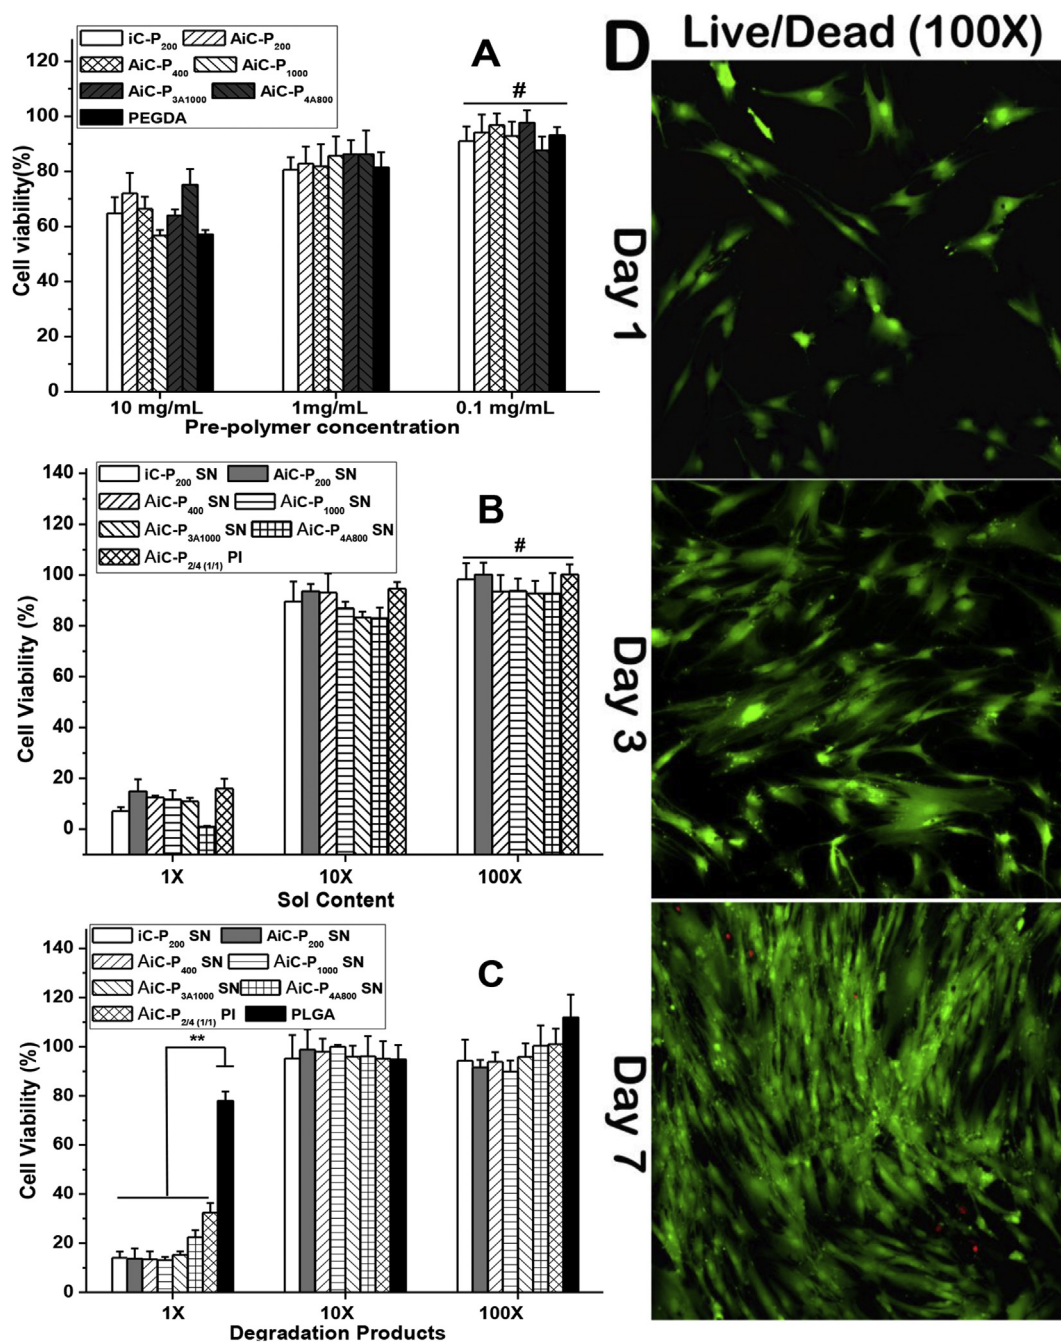 iC-P200 AiC-P200
AiC-P400 AiC-P1000
AiC-P3A1000 AiC-P4A800
PEGDA
A
#
120
100
80
60
40
20
0
Cell viability(%)
10 mg/mL 1mg/mL 0.1 mg/mL
Pre-polymer concentration
iC-P200 SN AiC-P200 SN
AiC-P400 SN AiC-P1000 SN
AiC-P3A1000 SN AiC-P4A800 SN
AiC-P2/4 (1/1) PI
B
#
140
120
100
80
60
40
20
0
Cell Viability (%)
1X 10X 100X
Sol Content
iC-P200 SN AiC-P200 SN
AiC-P400 SN AiC-P1000 SN
AiC-P3A1000 SN AiC-P4A800 SN
AiC-P2/4 (1/1) PI PLGA
C
**
140
120
100
80
60
40
20
0
Cell Viability (%)
1X 10X 100X
Degradation Products
D
Live/Dead (100X)
Day 1
Day 3
Day 7